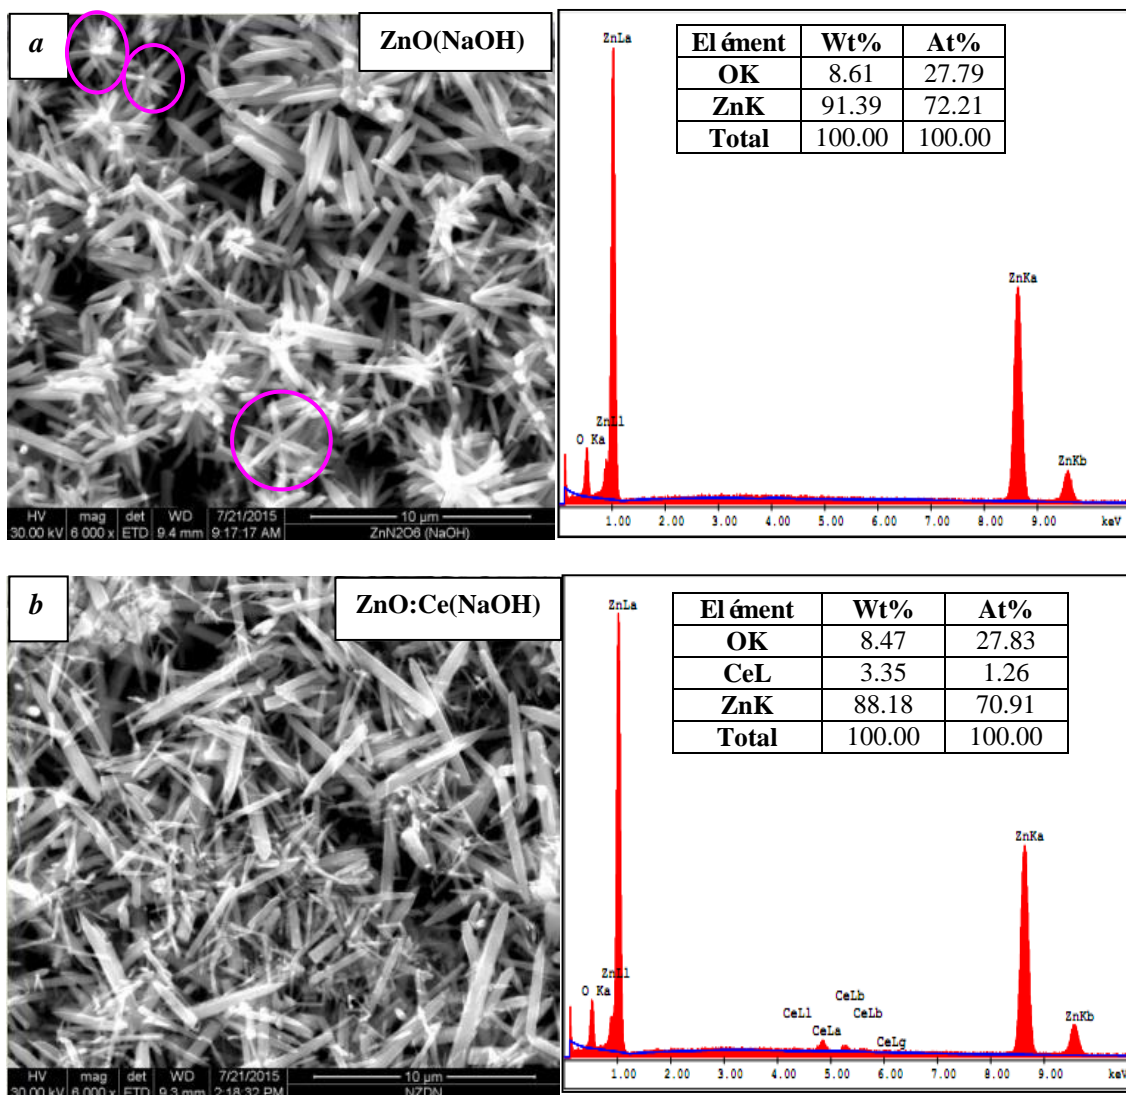 a
ZnO(NaOH)
HV mag det WD 7/21/2015 10 µm
30.00 kV 6 000 x ETD 9.4 mm 9:17:17 AM ZnN2O6 (NaOH)
ZnLa
ZnLl
O Ka
ZnKa
ZnKb
1.00 2.00 3.00 4.00 5.00 6.00 7.00 8.00 9.00 keV
Elément Wt% At%
OK 8.61 27.79
ZnK 91.39 72.21
Total 100.00 100.00
b
ZnO:Ce(NaOH)
HV mag det WD 7/21/2015 10 µm
30.00 kV 6 000 x ETD 9.3 mm 2:18:32 PM NZDN
ZnLa
ZnLl
O Ka
CeLb
CeLl CeLb
CeLa
CeLg
ZnKa
ZnKb
1.00 2.00 3.00 4.00 5.00 6.00 7.00 8.00 9.00 keV
Elément Wt% At%
OK 8.47 27.83
CeL 3.35 1.26
ZnK 88.18 70.91
Total 100.00 100.00